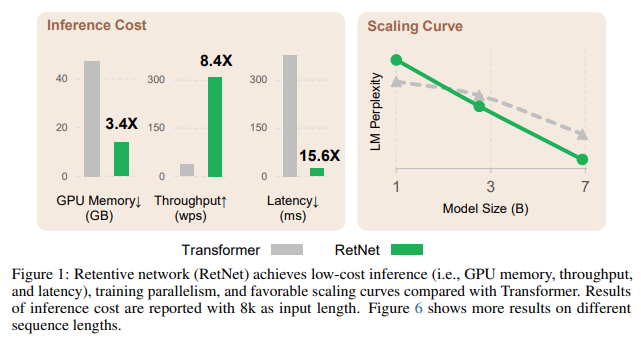 Inference Cost
40
20
0
3.4X
GPU Memory↓
(GB)
300
150
0
8.4X
Throughput↑
(wps)
300
150
0
15.6X
Latency↓
(ms)
Scaling Curve
LM Perplexity
1
3
7
Model Size (B)
Transformer
RetNet
Figure 1: Retentive network (RetNet) achieves low-cost inference (i.e., GPU memory, throughput,
and latency), training parallelism, and favorable scaling curves compared with Transformer. Results
of inference cost are reported with 8k as input length. Figure 6 shows more results on different
sequence lengths.